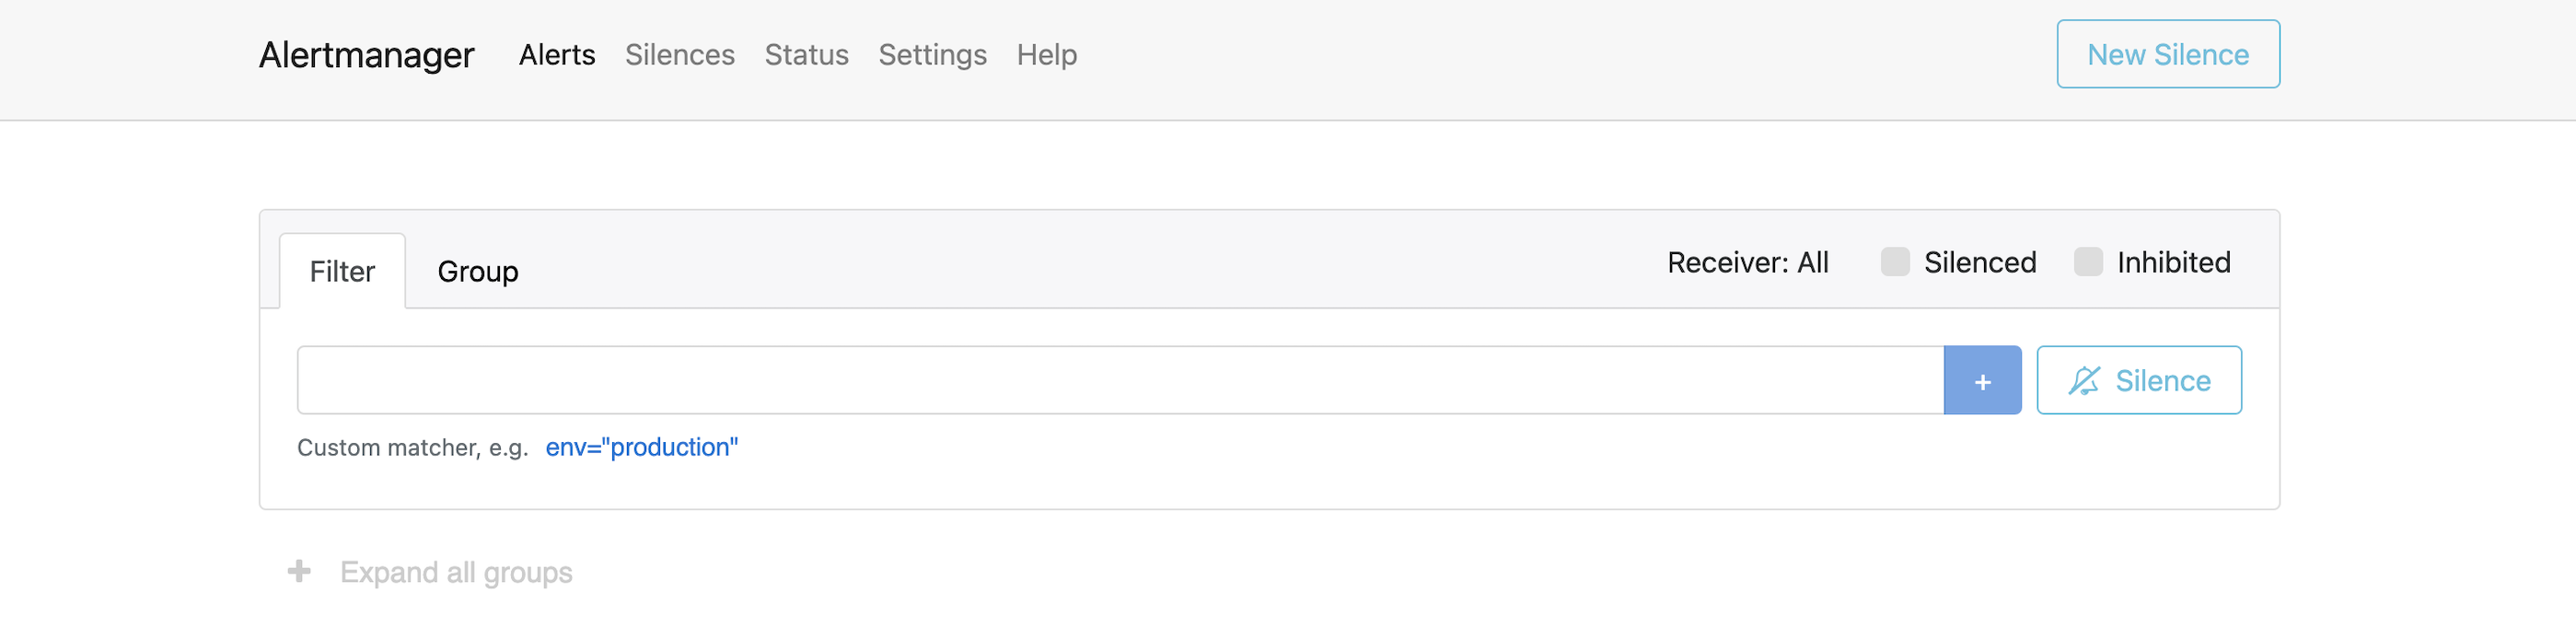 Alertmanager Alerts Silences Status Settings Help New Silence
Filter Group Receiver: All Silenced Inhibited
+ Silence
Custom matcher, e.g. env="production"
+ Expand all groups